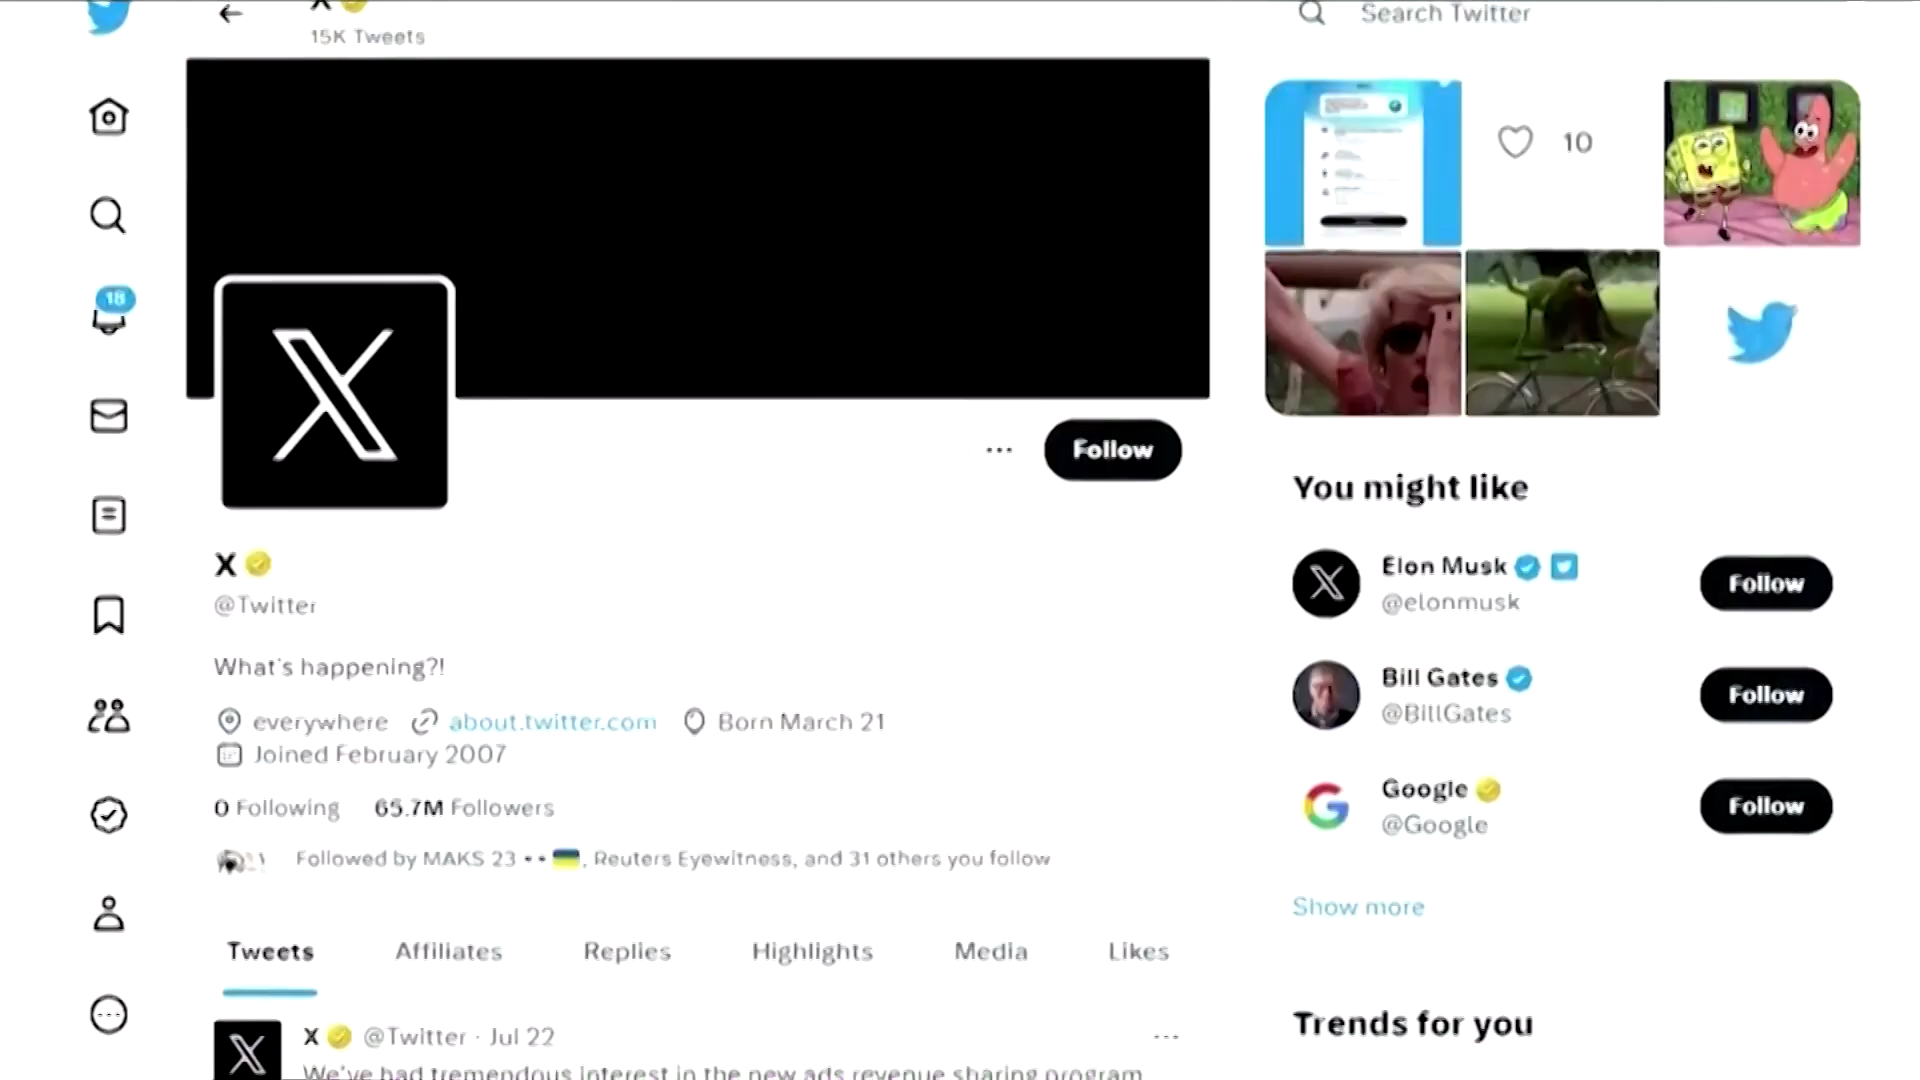 X
15K Tweets
Search Twitter
10
18
X
Follow
You might like
X
@Twitter
Elon Musk
@elonmusk
Follow
What's happening?!
Bill Gates
@BillGates
Follow
everywhere about.twitter.com Born March 21
Joined February 2007
Google
@Google
Follow
0 Following 65.7M Followers
Followed by MAKS 23 , Reuters Eyewitness, and 31 others you follow
Show more
Tweets Affiliates Replies Highlights Media Likes
Trends for you
X @Twitter · Jul 22
We've had tremendous interest in the new ads revenue sharing program